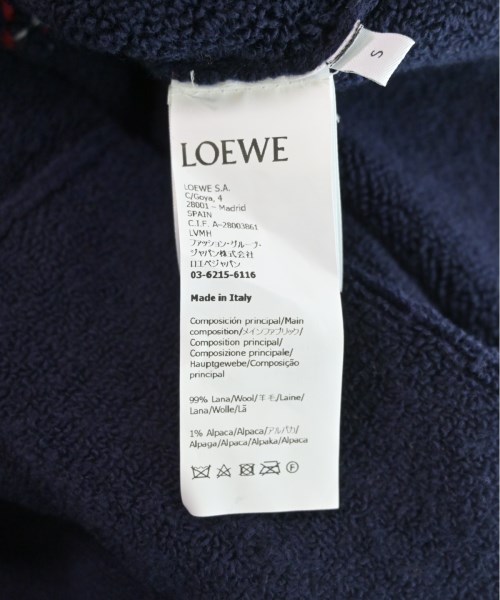 S
LOEWE
LOEWE S.A.
C/Goya, 4
28001 - Madrid
SPAIN
C.I.F. A-28003861
LVMH
ファッション・グループ・
ジャパン株式会社
ロエベジャパン
03-6215-6116
Made in Italy
Composición principal/Main
composition/メインファブリック/
Composition principal/
Composizione principale/
Hauptgewebe/Composição
principal
99% Lana/Wool/羊毛/Laine/
Lana/Wolle/Lã
1% Alpaca/Alpaca/アルパカ/
Alpaga/Alpaca/Alpaka/Alpaca
F